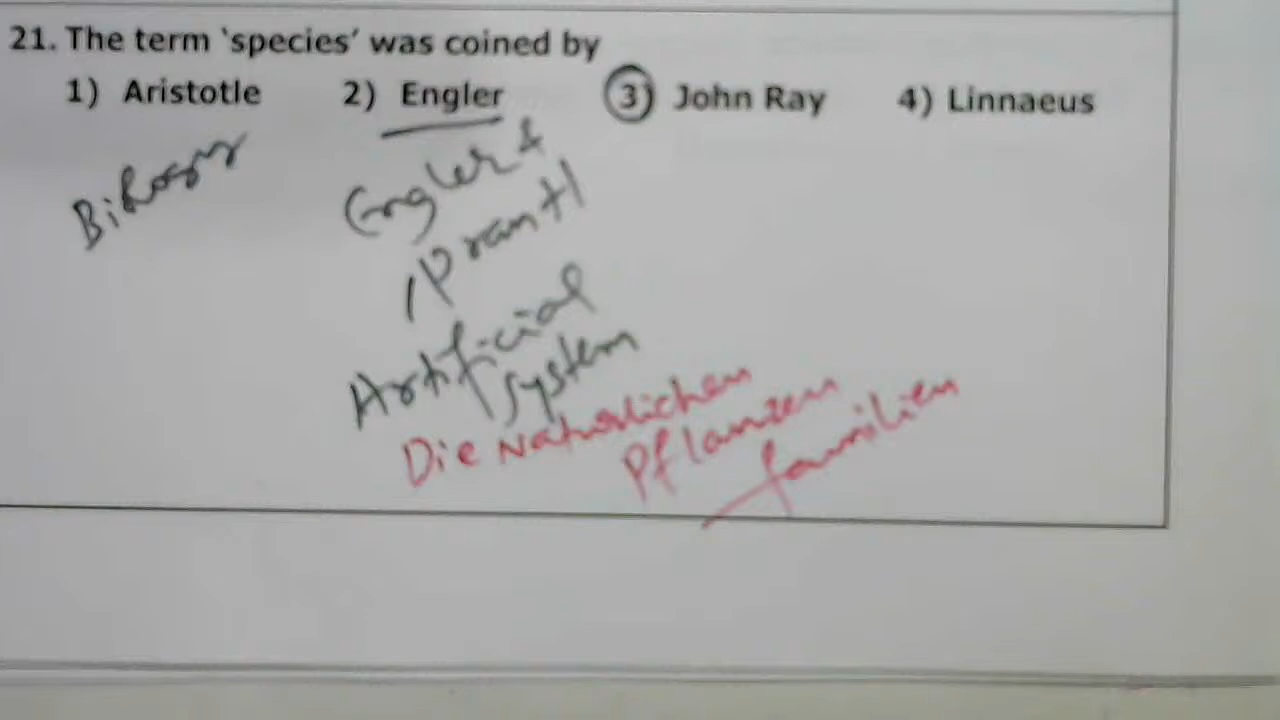 21. The term ‘species’ was coined by
1) Aristotle 2) Engler 3) John Ray 4) Linnaeus
Engler &
Prantl
Artificial
system
Die Naturlichen
Pflanzen
familien